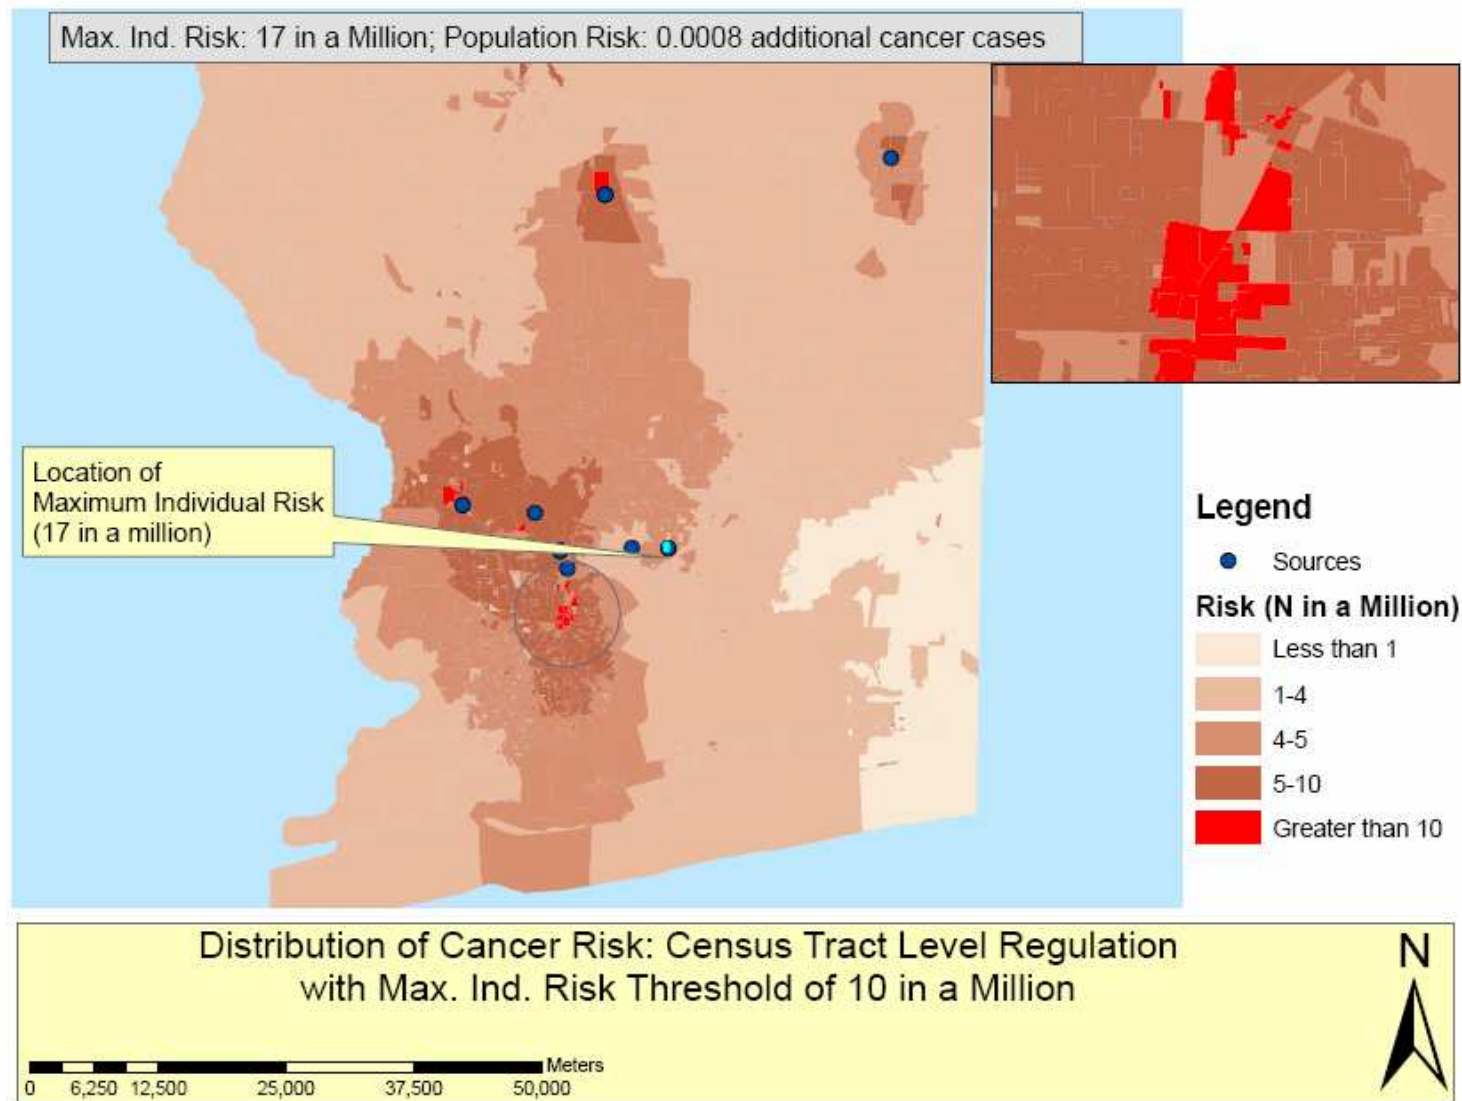 Max. Ind. Risk: 17 in a Million; Population Risk: 0.0008 additional cancer cases
Location of
Maximum Individual Risk
(17 in a million)
Legend
Sources
Risk (N in a Million)
Less than 1
1-4
4-5
5-10
Greater than 10
Distribution of Cancer Risk: Census Tract Level Regulation
with Max. Ind. Risk Threshold of 10 in a Million
N
Meters
0 6,250 12,500 25,000 37,500 50,000